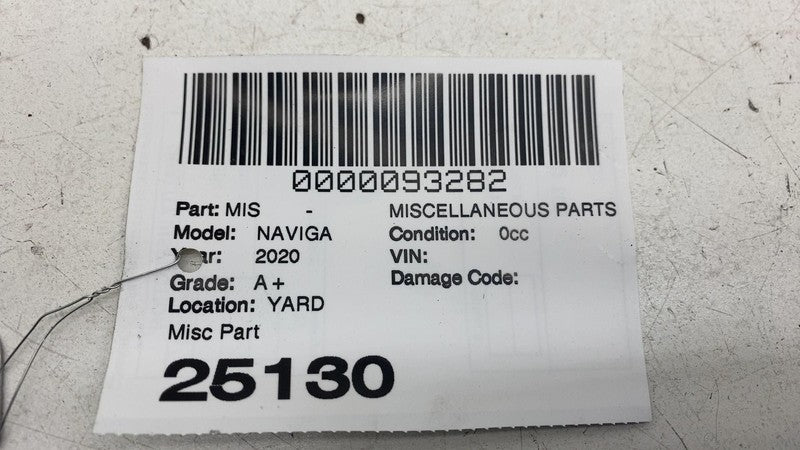 0000093282
Part: MIS - MISCELLANEOUS PARTS
Model: NAVIGA Condition: 0cc
Year: 2020 VIN:
Grade: A+ Damage Code:
Location: YARD
Misc Part
25130